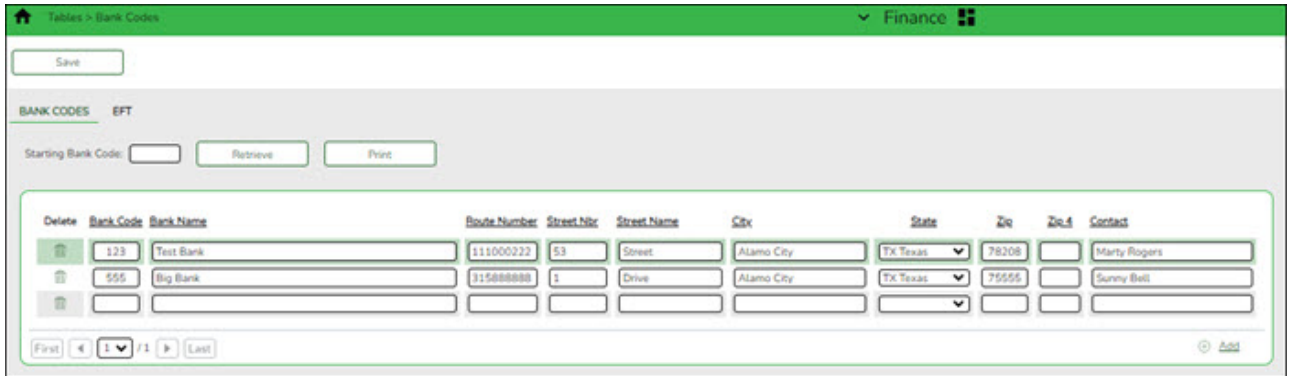 Tables > Bank Codes Finance
Save
BANK CODES EFT
Starting Bank Code: Retrieve Print
Delete Bank Code Bank Name Route Number Street Nbr Street Name City State Zip Zip 4 Contact
123 Test Bank 111000222 53 Street Alamo City TX Texas 78208 Marty Rogers
555 Big Bank 315888888 1 Drive Alamo City TX Texas 75555 Sunny Bell
First 1 / 1 Last Add